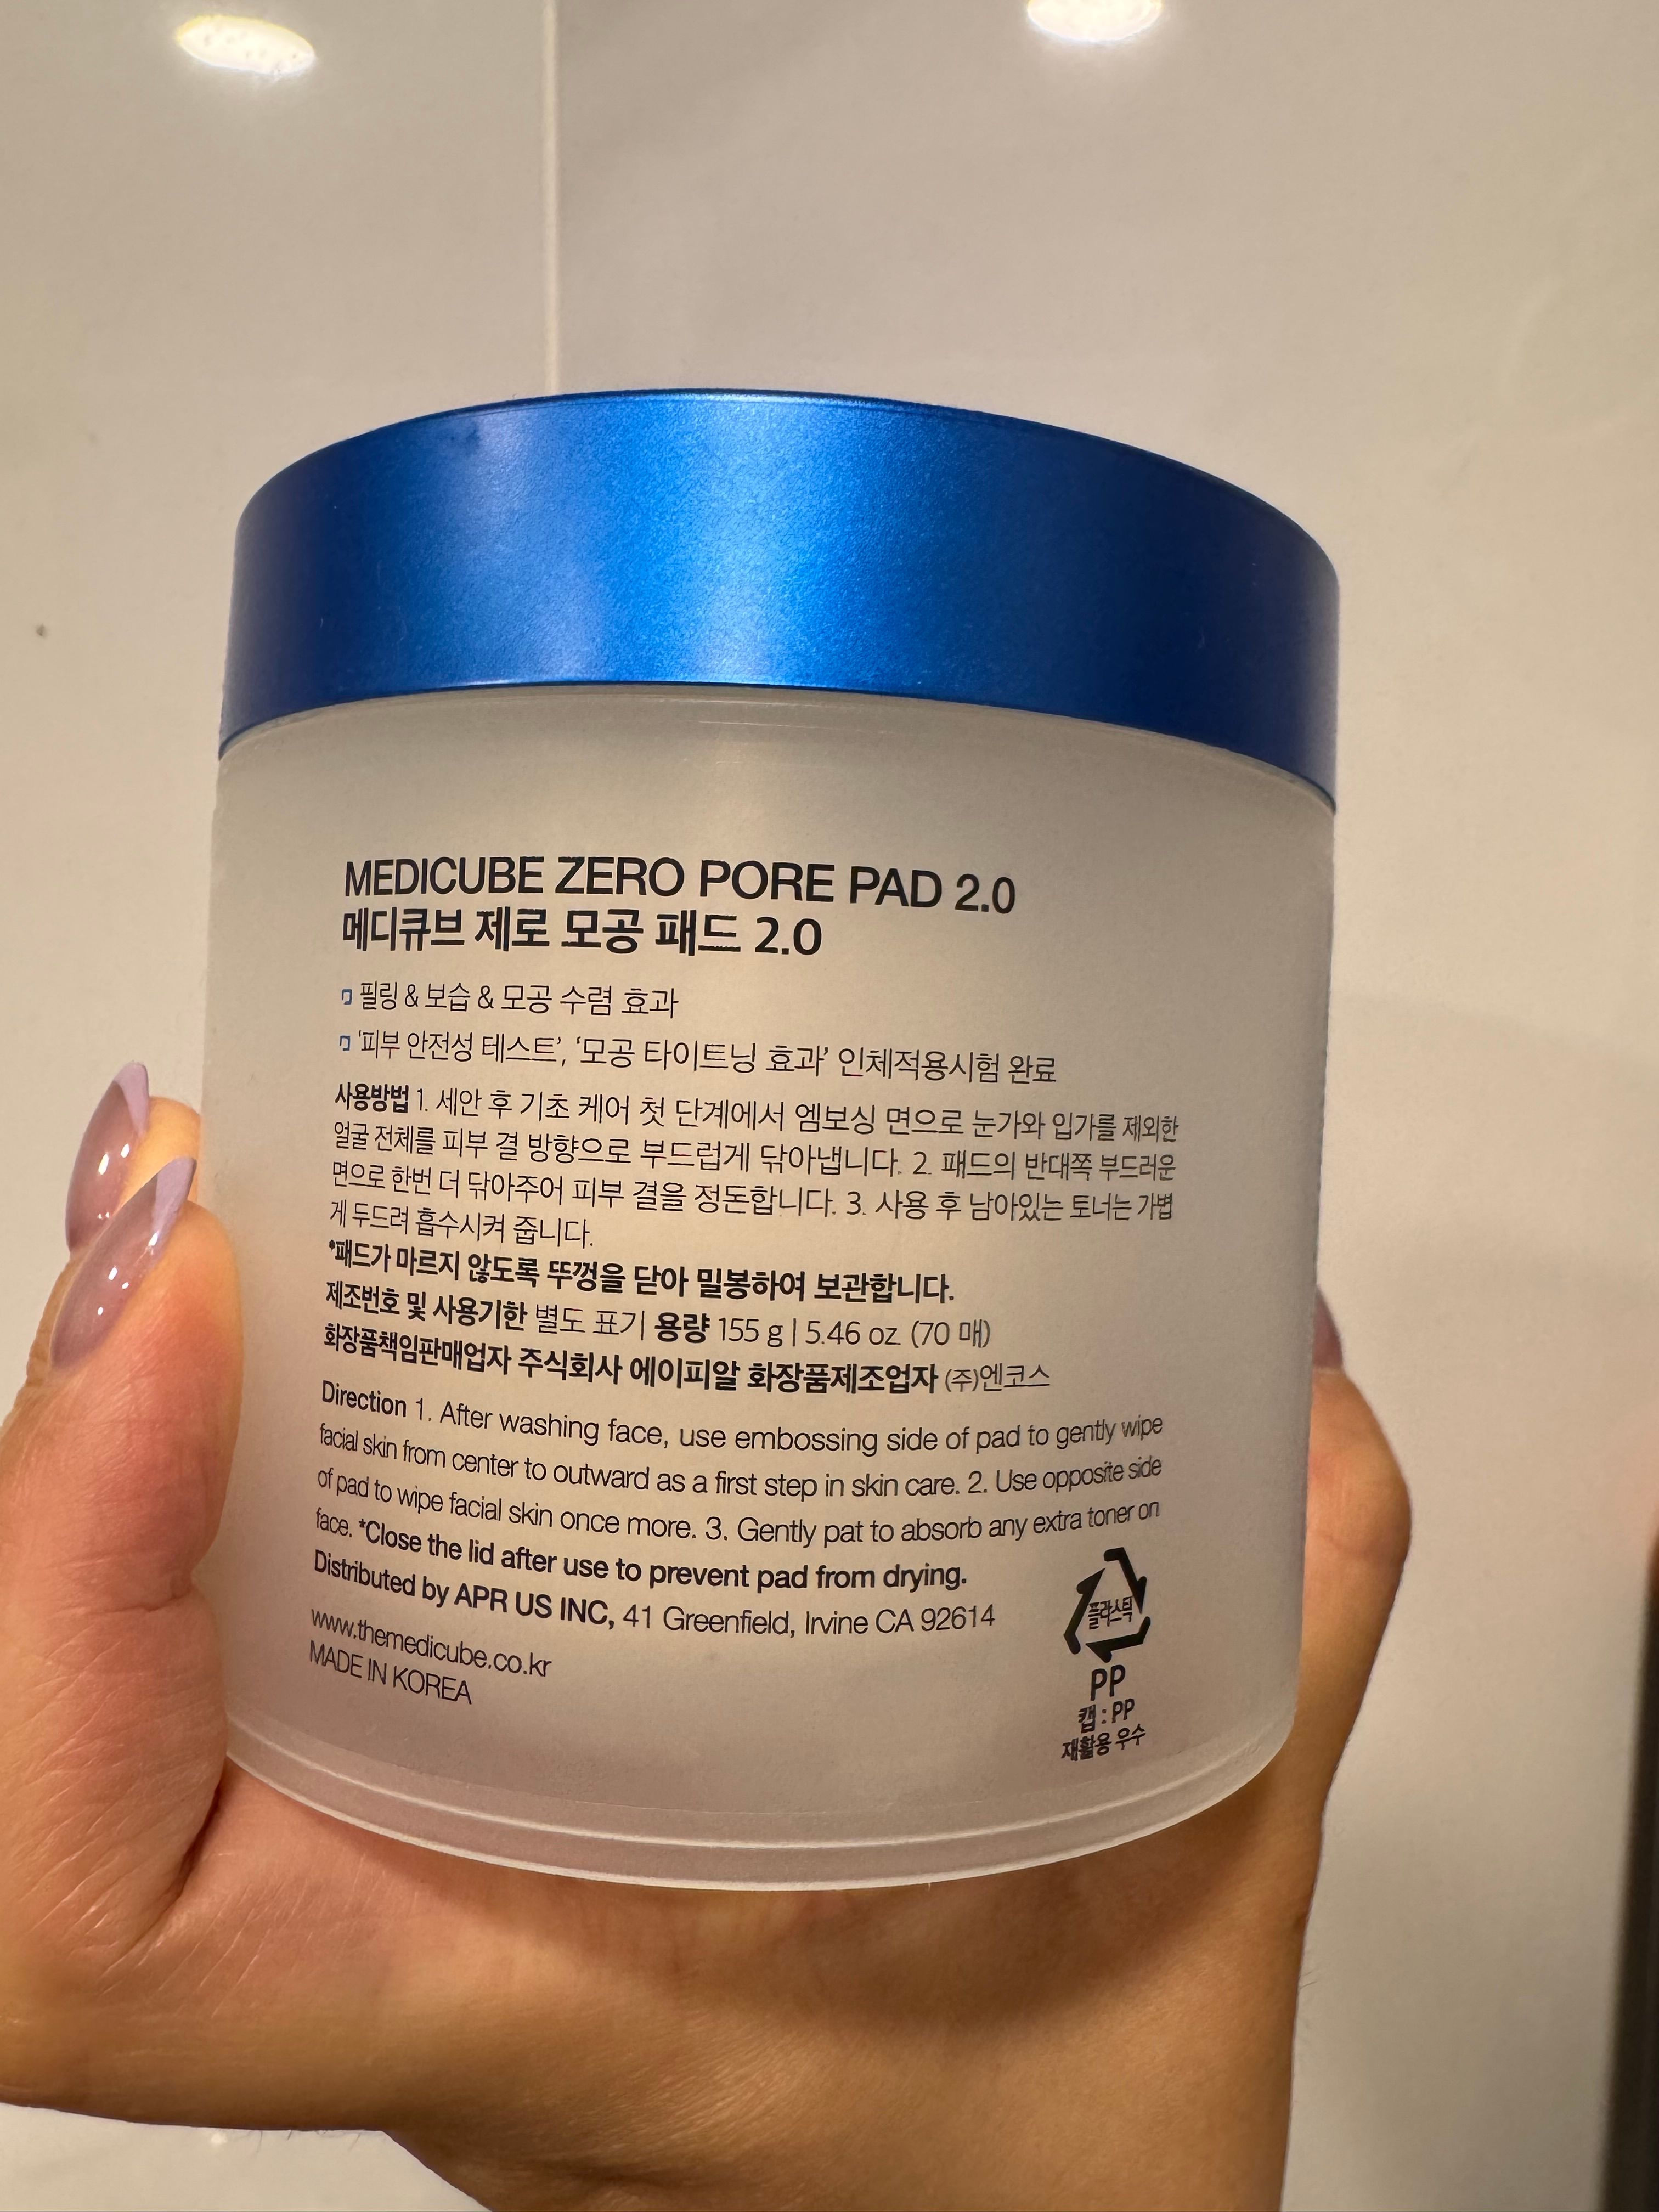 MEDICUBE ZERO PORE PAD 2.0
메디큐브 제로 모공 패드 2.0
필링 & 보습 & 모공 수렴 효과
‘피부 안전성 테스트’, ‘모공 타이트닝 효과’ 인체적용시험 완료
사용방법 1. 세안 후 기초 케어 첫 단계에서 엠보싱 면으로 눈가와 입가를 제외한
얼굴 전체를 피부 결 방향으로 부드럽게 닦아냅니다. 2. 패드의 반대쪽 부드러운
면으로 한번 더 닦아주어 피부 결을 정돈합니다. 3. 사용 후 남아있는 토너는 가볍
게 두드려 흡수시켜 줍니다.
*패드가 마르지 않도록 뚜껑을 닫아 밀봉하여 보관합니다.
제조번호 및 사용기한 별도 표기 용량 155 g | 5.46 oz. (70 매)
화장품책임판매업자 주식회사 에이피알 화장품제조업자 (주)엔코스
Direction 1. After washing face, use embossing side of pad to gently wipe
facial skin from center to outward as a first step in skin care. 2. Use opposite side
of pad to wipe facial skin once more. 3. Gently pat to absorb any extra toner on
face. *Close the lid after use to prevent pad from drying.
Distributed by APR US INC, 41 Greenfield, Irvine CA 92614
www.themedicube.co.kr
MADE IN KOREA
플라스틱
PP
캡 : PP
재활용 우수